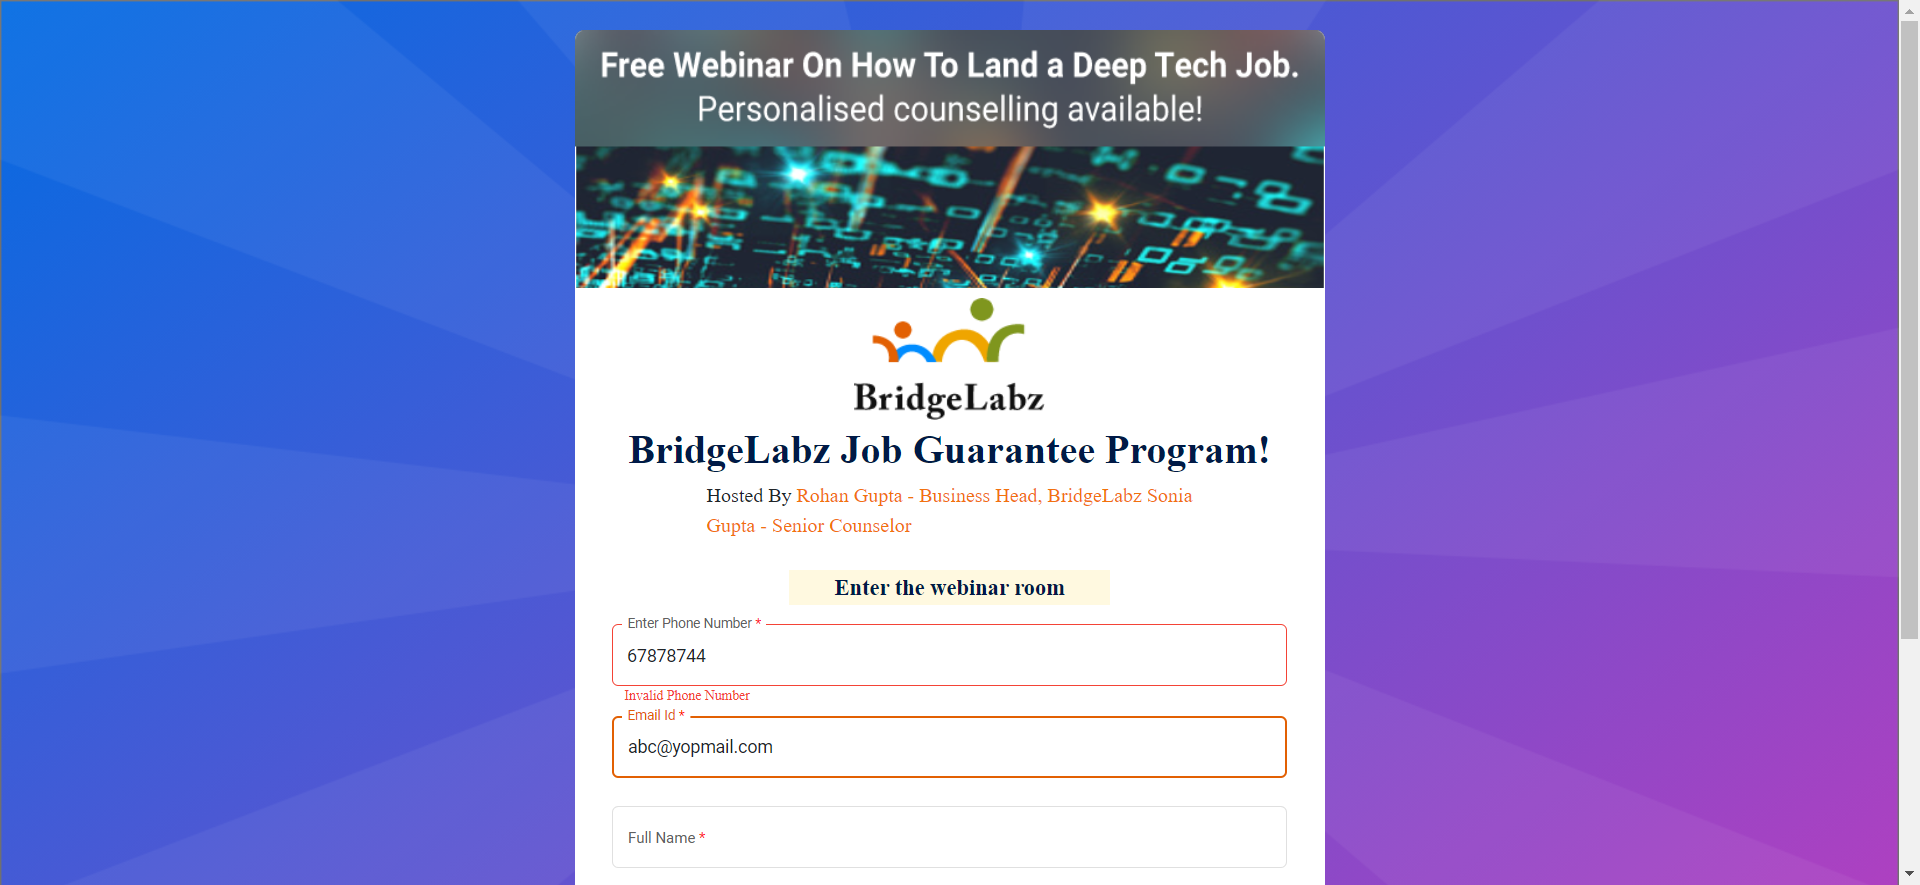 Free Webinar On How To Land a Deep Tech Job.
Personalised counselling available!
BridgeLabz
BridgeLabz Job Guarantee Program!
Hosted By Rohan Gupta - Business Head, BridgeLabz Sonia
Gupta - Senior Counselor
Enter the webinar room
Enter Phone Number *
67878744
Invalid Phone Number
Email Id *
abc@yopmail.com
Full Name *